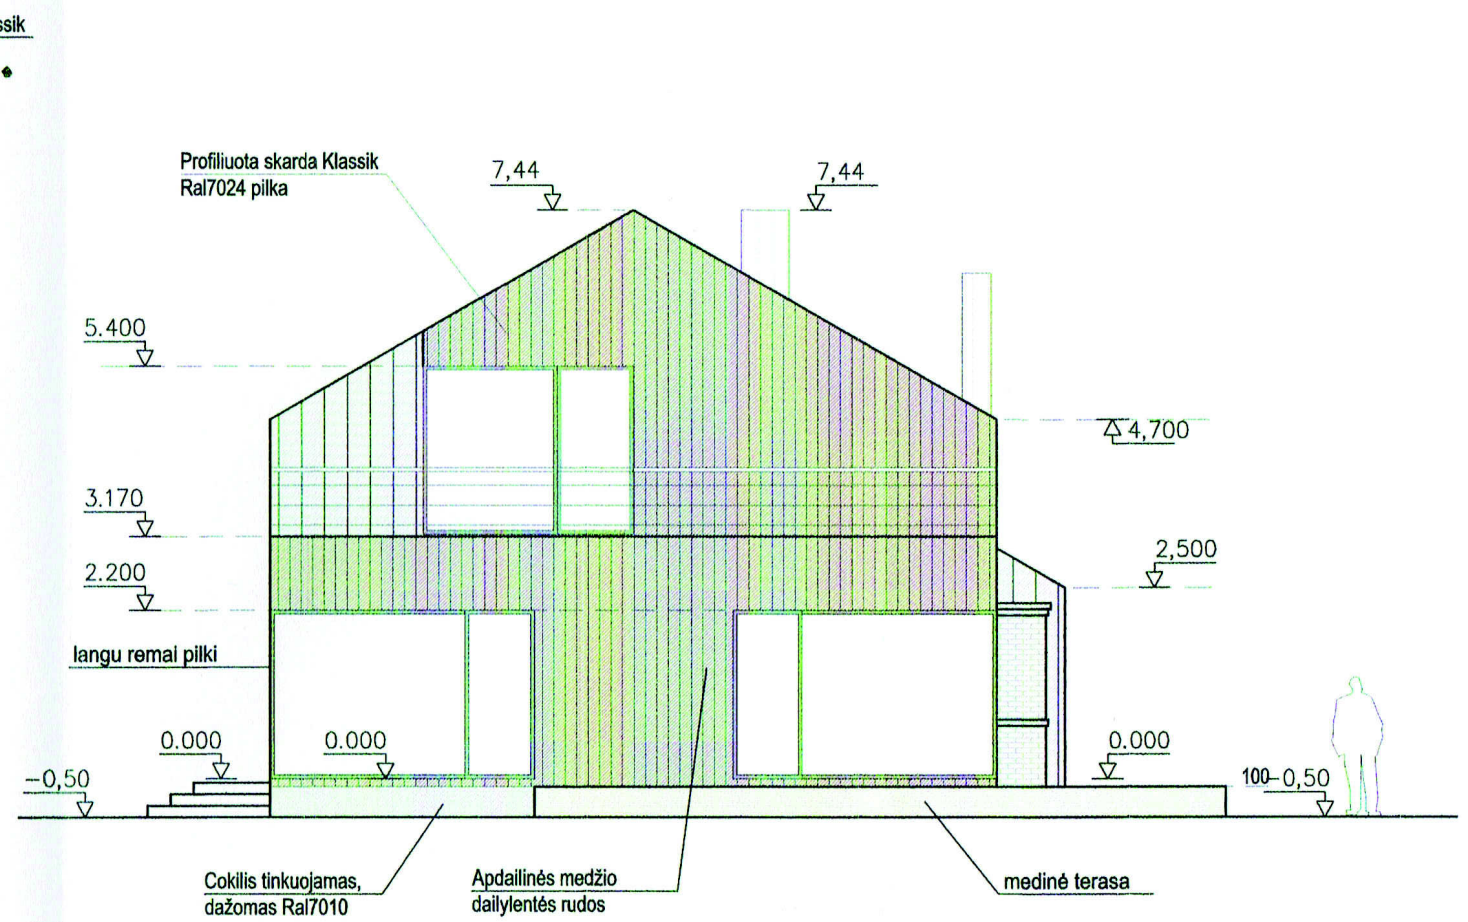 ssik
Profiliuota skarda Klassik
Ral7024 pilka
7,44
7,44
5.400
4,700
3.170
2,500
2.200
langu remai pilki
0.000
0.000
0.000
-0,50
100-0,50
Cokilis tinkuojamas,
dažomas Ral7010
Apdailinės medžio
dailylentės rudos
medinė terasa